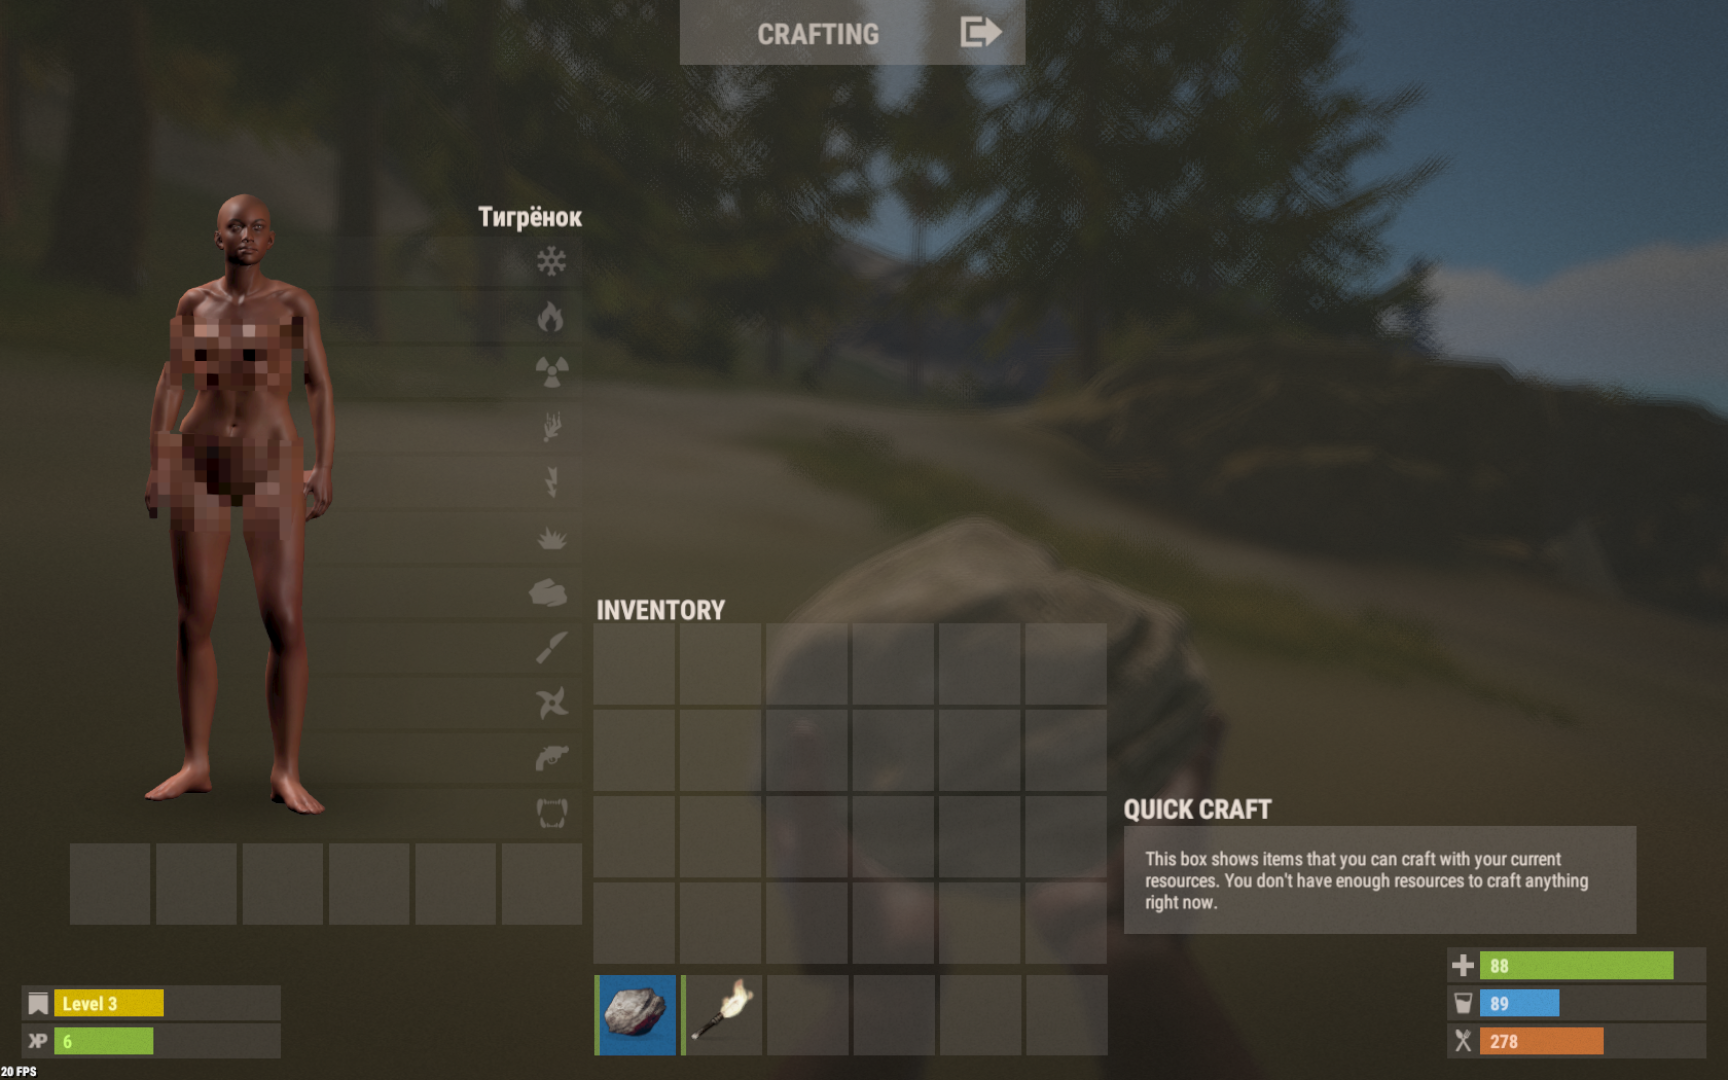 CRAFTING
Тигрёнок
INVENTORY
QUICK CRAFT
This box shows items that you can craft with your current
resources. You don't have enough resources to craft anything
right now.
88
Level 3
89
XP 6
278
20 FPS